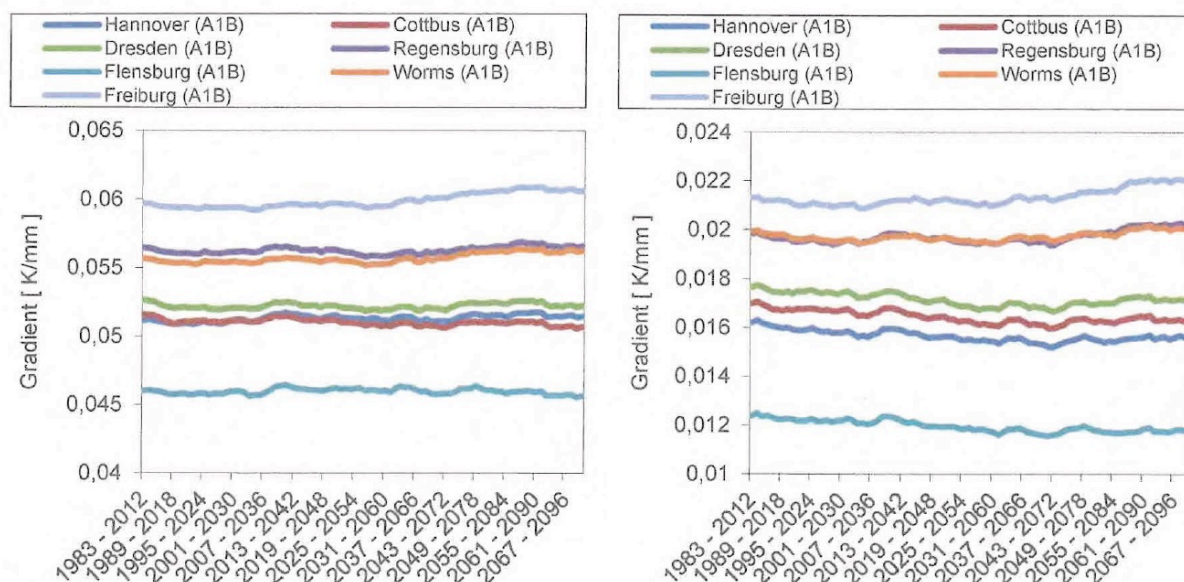 Hannover (A1B) Cottbus (A1B)
Dresden (A1B) Regensburg (A1B)
Flensburg (A1B) Worms (A1B)
Freiburg (A1B)
Gradient [ K/mm ]
0,065
0,06
0,055
0,05
0,045
0,04
1983 - 2012
1989 - 2018
1995 - 2024
2001 - 2030
2007 - 2036
2013 - 2042
2019 - 2048
2025 - 2054
2031 - 2060
2037 - 2066
2043 - 2072
2049 - 2078
2055 - 2084
2061 - 2090
2067 - 2096
Hannover (A1B) Cottbus (A1B)
Dresden (A1B) Regensburg (A1B)
Flensburg (A1B) Worms (A1B)
Freiburg (A1B)
Gradient [ K/mm ]
0,024
0,022
0,02
0,018
0,016
0,014
0,012
0,01
1983 - 2012
1989 - 2018
1995 - 2024
2001 - 2030
2007 - 2036
2013 - 2042
2019 - 2048
2025 - 2054
2031 - 2060
2037 - 2066
2043 - 2072
2049 - 2078
2055 - 2084
2061 - 2090
2067 - 2096